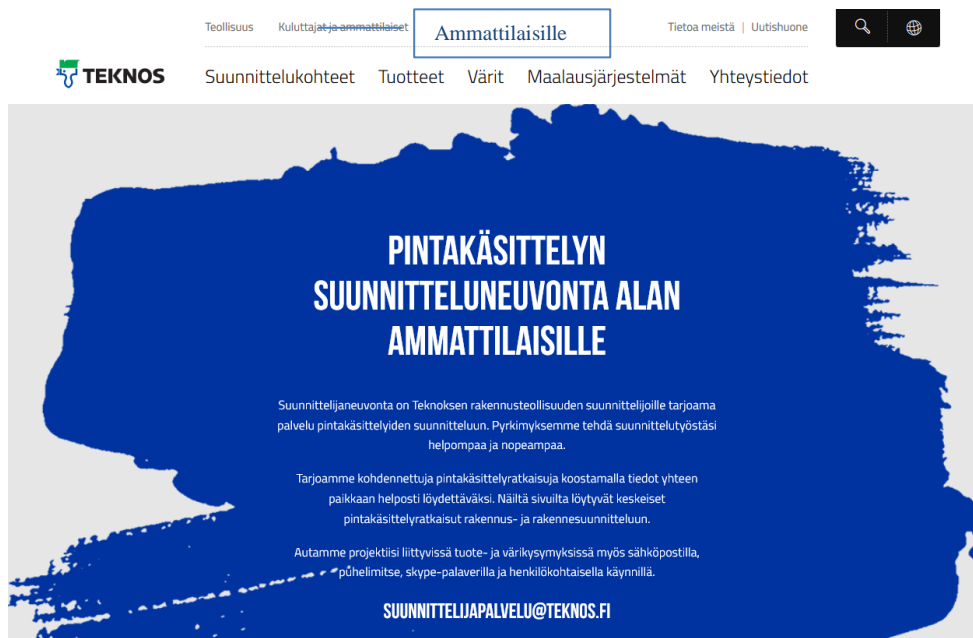 Teollisuus Kuluttajat ja ammattilaiset Ammattilaisille Tietoa meistä | Uutishuone
TEKNOS
Suunnittelukohteet Tuotteet Värit Maalausjärjestelmät Yhteystiedot
PINTAKÄSITTELYN
SUUNNITTELUNEUVONTA ALAN
AMMATTILAISILLE
Suunnittelijaneuvonta on Teknoksen rakennusteollisuuden suunnittelijoille tarjoama
palvelu pintakäsittelyiden suunnitteluun. Pyrkimyksemme tehdä suunnittelutyöstäsi
helpompaa ja nopeampaa.
Tarjoamme kohdennettuja pintakäsittelyratkaisuja koostamalla tiedot yhteen
paikkaan helposti löydettäväksi. Näiltä sivuilta löytyvät keskeiset
pintakäsittelyratkaisut rakennus- ja rakennesuunnitteluun.
Autamme projektiisi liittyvissä tuote- ja värikysymyksissä myös sähköpostilla,
puhelimitse, skype-palaverilla ja henkilökohtaisella käynnillä.
SUUNNITTELIJAPALVELU@TEKNOS.FI